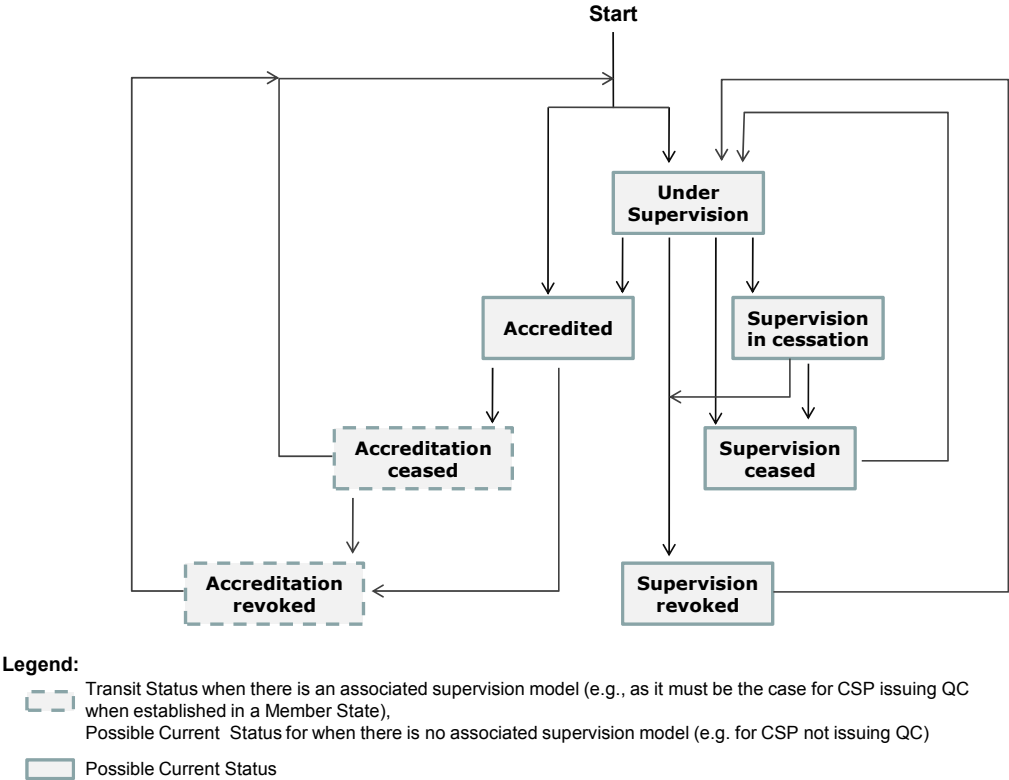 Start
Under
Supervision
Accredited
Supervision
in cessation
Accreditation
ceased
Supervision
ceased
Accreditation
revoked
Supervision
revoked
Legend:
Transit Status when there is an associated supervision model (e.g., as it must be the case for CSP issuing QC
when established in a Member State),
Possible Current Status for when there is no associated supervision model (e.g. for CSP not issuing QC)
Possible Current Status